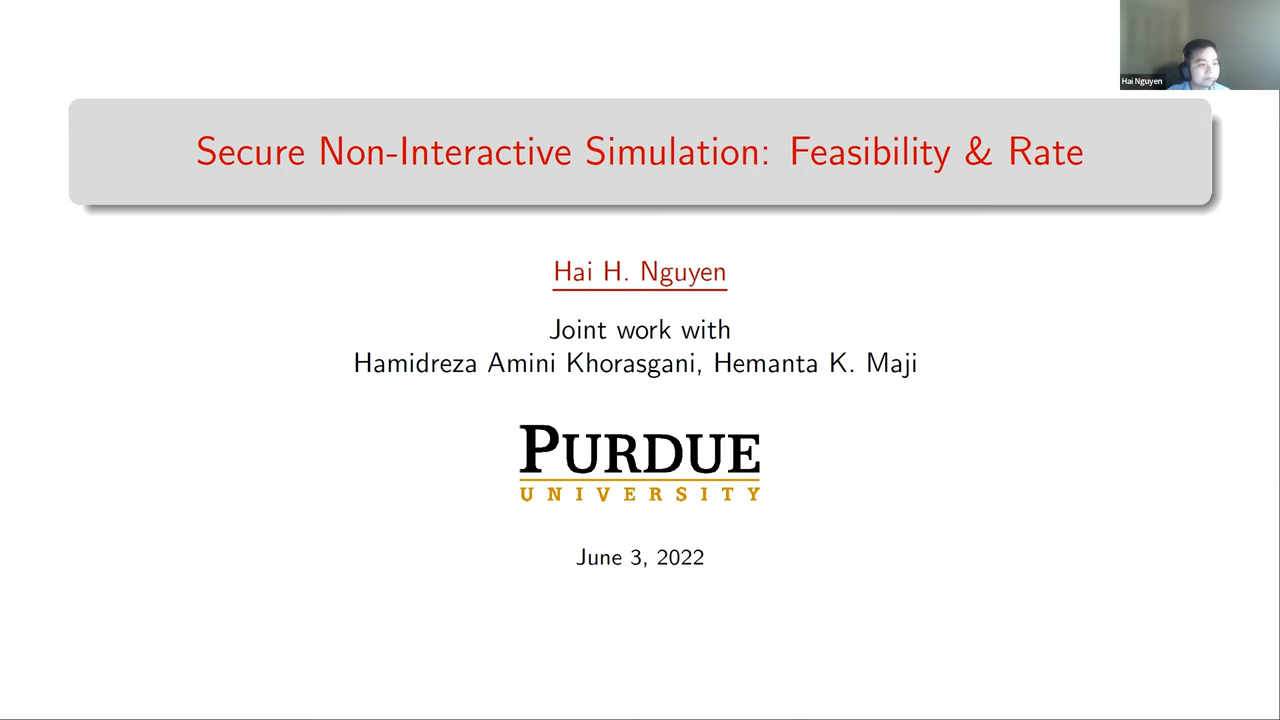 Hai Nguyen
Secure Non-Interactive Simulation: Feasibility & Rate
Hai H. Nguyen
Joint work with
Hamidreza Amini Khorasgani, Hemanta K. Maji
PURDUE
UNIVERSITY
June 3, 2022